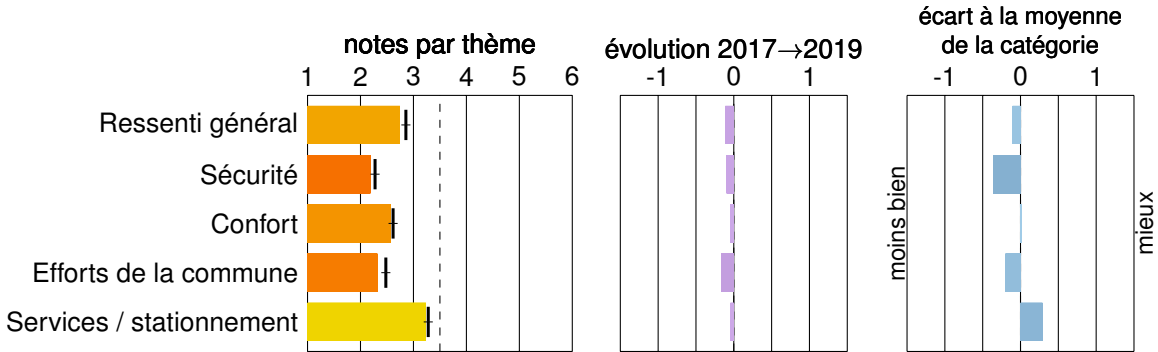 notes par thème
1 2 3 4 5 6
évolution 2017→2019
-1 0 1
écart à la moyenne
de la catégorie
-1 0 1
Ressenti général
Sécurité
Confort
Efforts de la commune
Services / stationnement
moins bien
mieux